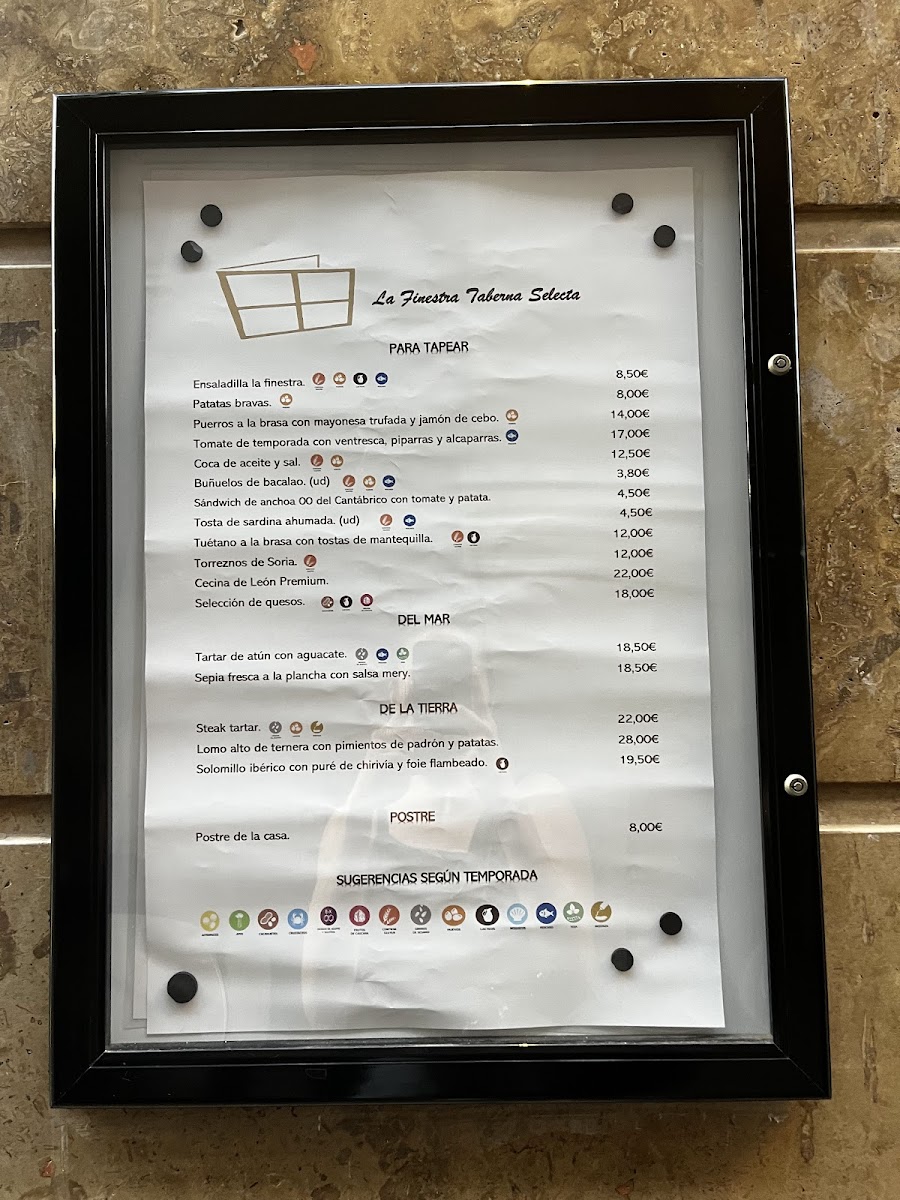 La Finestra Taberna Selecta
PARA TAPEAR
Ensaladilla la finestra. 8,50€
Patatas bravas. 8,00€
Puerros a la brasa con mayonesa trufada y jamón de cebo. 14,00€
Tomate de temporada con ventresca, piparras y alcaparras. 17,00€
Coca de aceite y sal. 12,50€
Buñuelos de bacalao. (ud) 3,80€
Sándwich de anchoa 00 del Cantábrico con tomate y patata. 4,50€
Tosta de sardina ahumada. (ud) 4,50€
Tuétano a la brasa con tostas de mantequilla. 12,00€
Torreznos de Soria. 12,00€
Cecina de León Premium. 22,00€
Selección de quesos. 18,00€
DEL MAR
Tartar de atún con aguacate. 18,50€
Sepia fresca a la plancha con salsa mery. 18,50€
DE LA TIERRA
Steak tartar. 22,00€
Lomo alto de ternera con pimientos de padrón y patatas. 28,00€
Solomillo ibérico con puré de chirivía y foie flambeado. 19,50€
POSTRE
Postre de la casa. 8,00€
SUGERENCIAS SEGÚN TEMPORADA